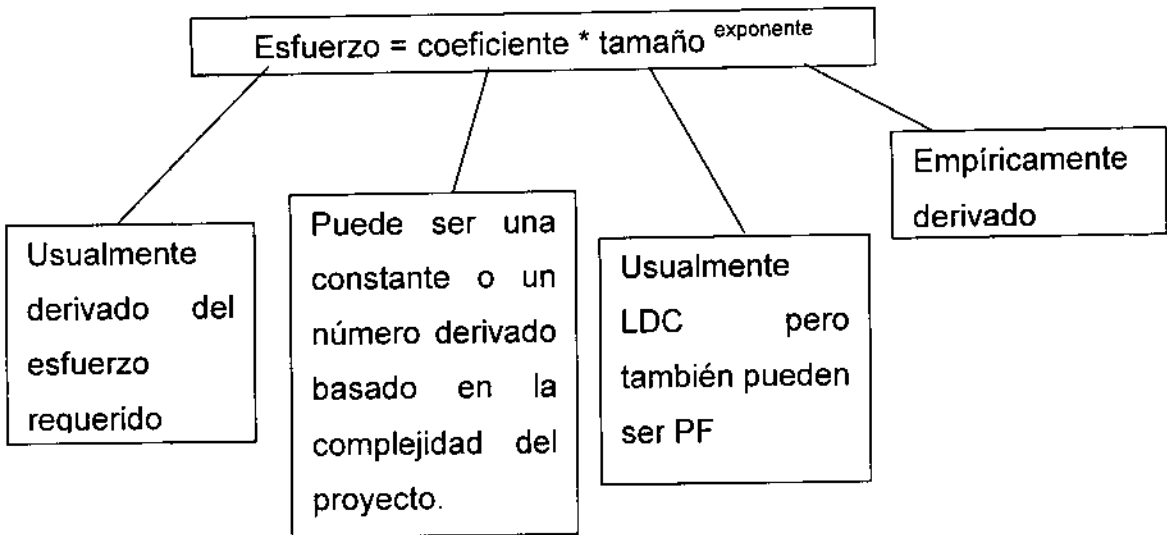 Esfuerzo = coeficiente * tamaño exponente
Usualmente
derivado del
esfuerzo
requerido
Puede ser una
constante o un
número derivado
basado en la
complejidad del
proyecto.
Usualmente
LDC pero
también pueden
ser PF
Empíricamente
derivado